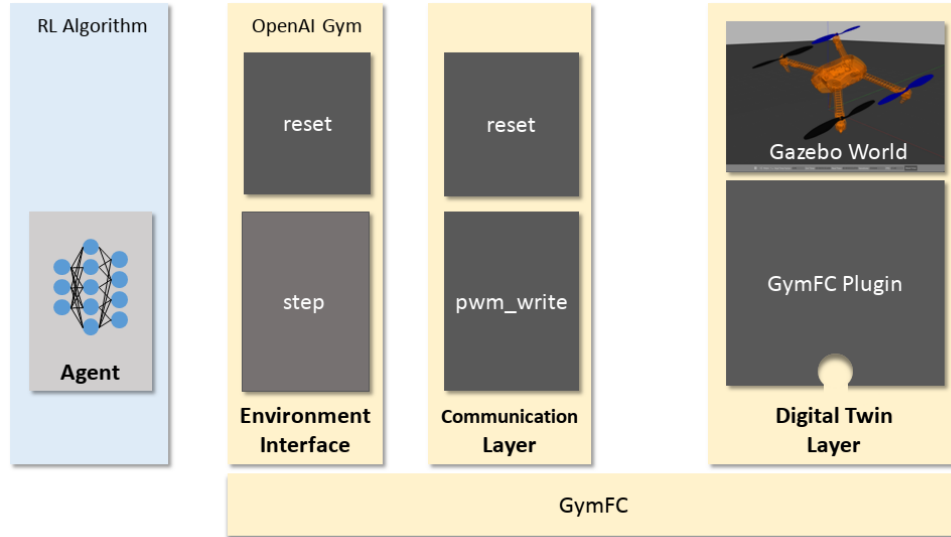 RL Algorithm
Agent
OpenAI Gym
reset
step
Environment
Interface
reset
pwm_write
Communication
Layer
Gazebo World
GymFC Plugin
Digital Twin
Layer
GymFC